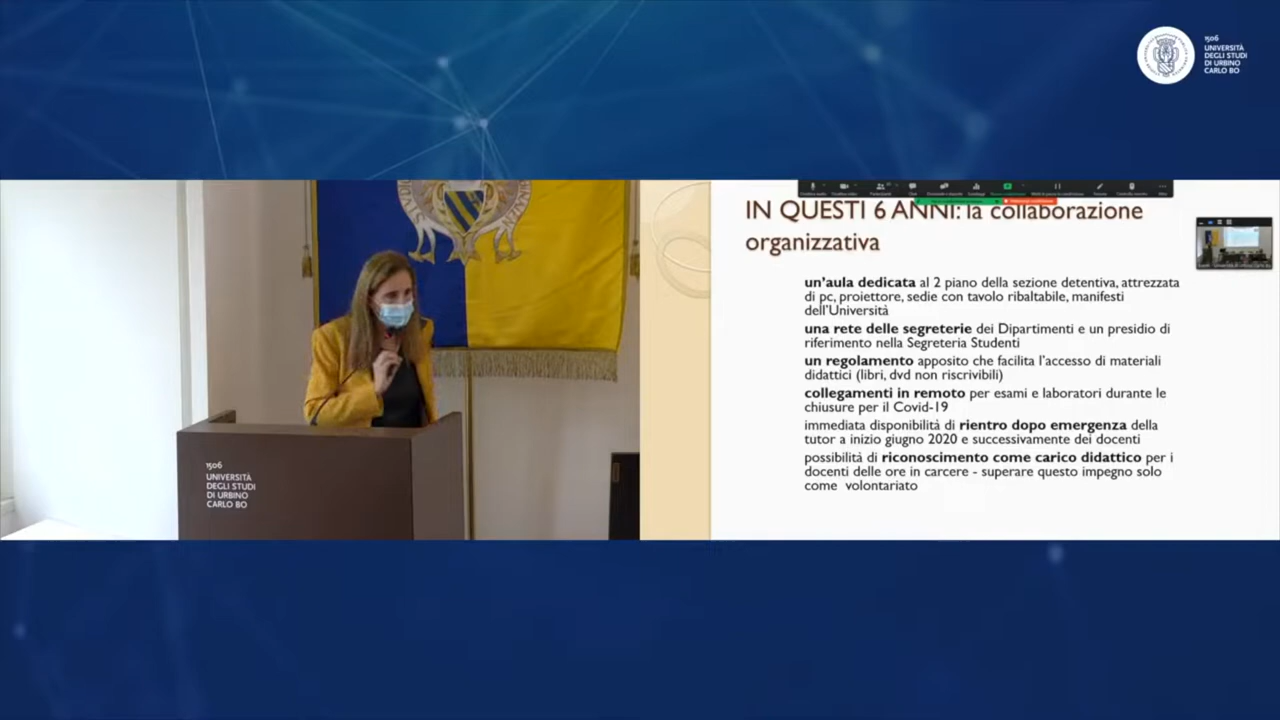 1506
UNIVERSITÀ
DEGLI STUDI
DI URBINO
CARLO BO
IN QUESTI 6 ANNI: la collaborazione
organizzativa
un'aula dedicata al 2 piano della sezione detentiva, attrezzata
di pc, proiettore, sedie con tavolo ribaltabile, manifesti
dell'Università
una rete delle segreterie dei Dipartimenti e un presidio di
riferimento nella Segreteria Studenti
un regolamento apposito che facilita l'accesso di materiali
didattici (libri, dvd non riscrivibili)
collegamenti in remoto per esami e laboratori durante le
chiusure per il Covid-19
immediata disponibilità di rientro dopo emergenza della
tutor a inizio giugno 2020 e successivamente dei docenti
possibilità di riconoscimento come carico didattico per i
docenti delle ore in carcere - superare questo impegno solo
come volontariato
1506
UNIVERSITÀ
DEGLI STUDI
DI URBINO
CARLO BO